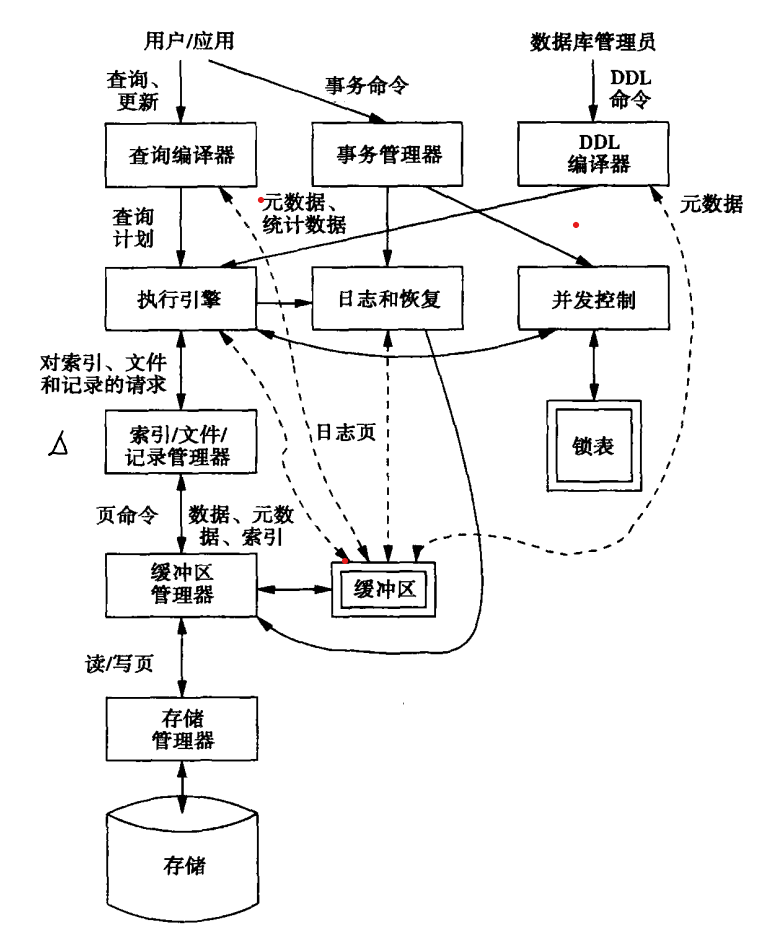 用户/应用
数据库管理员
查询、
更新
事务命令
DDL
命令
查询编译器
事务管理器
DDL
编译器
查询
计划
元数据、
统计数据
元数据
执行引擎
日志和恢复
并发控制
对索引、文件
和记录的请求
索引/文件/
记录管理器
日志页
锁表
页命令
数据、元数
据、索引
缓冲区
管理器
缓冲区
读/写页
存储
管理器
存储